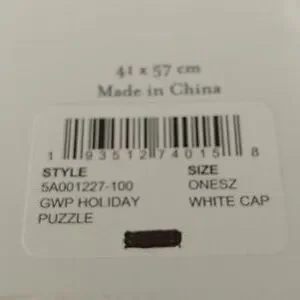 41 x 57 cm
Made in China
1 93512 74015 8
STYLE SIZE
5A001227-100 ONESZ
GWP HOLIDAY WHITE CAP
PUZZLE